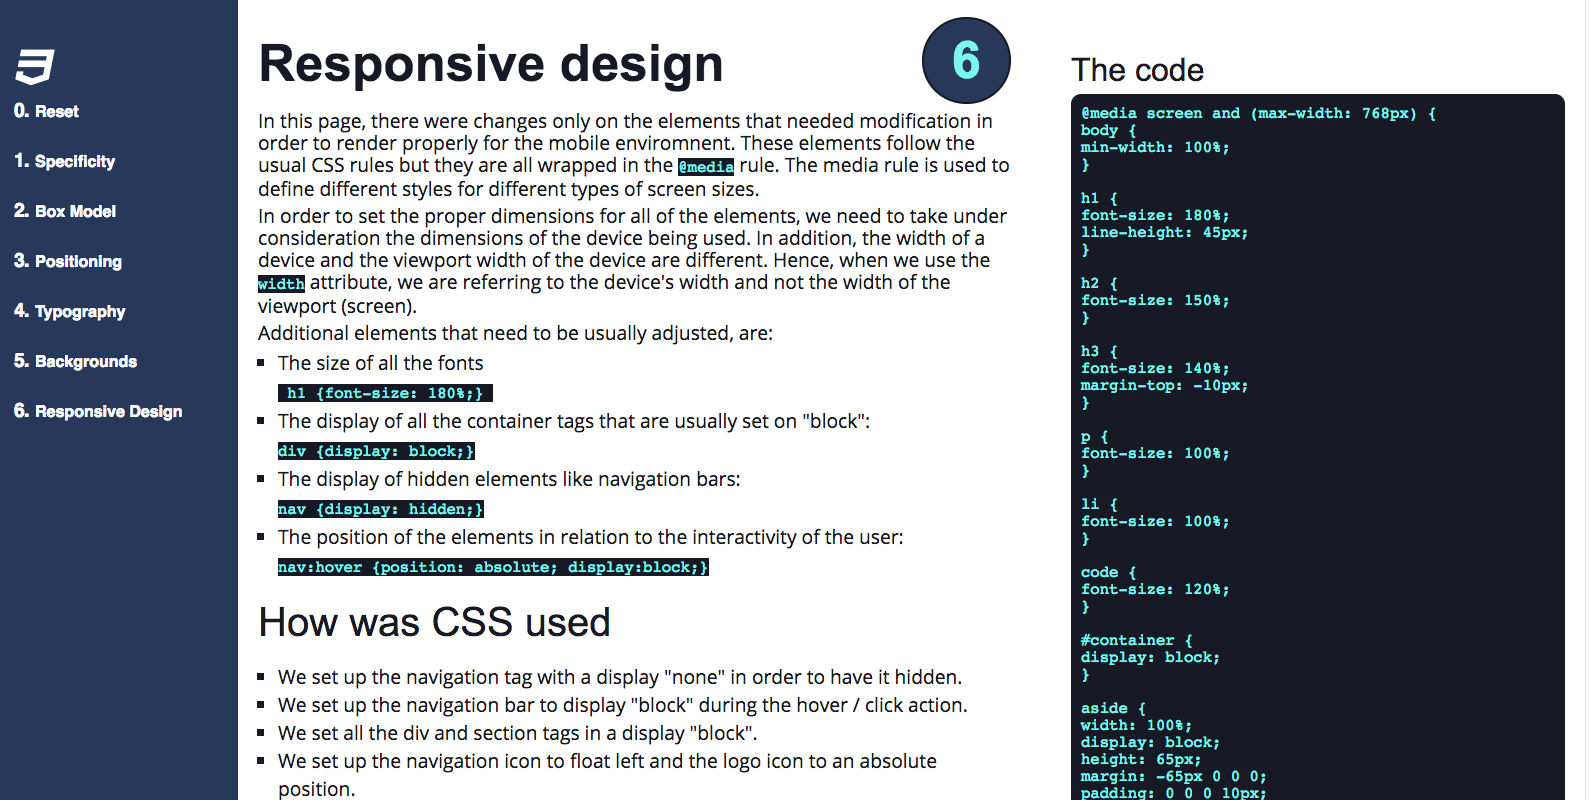 0. Reset
1. Specificity
2. Box Model
3. Positioning
4. Typography
5. Backgrounds
6. Responsive Design
Responsive design
6
In this page, there were changes only on the elements that needed modification in
order to render properly for the mobile enviromnent. These elements follow the
usual CSS rules but they are all wrapped in the @media rule. The media rule is used to
define different styles for different types of screen sizes.
In order to set the proper dimensions for all of the elements, we need to take under
consideration the dimensions of the device being used. In addition, the width of a
device and the viewport width of the device are different. Hence, when we use the
width attribute, we are referring to the device's width and not the width of the
viewport (screen).
Additional elements that need to be usually adjusted, are:
The size of all the fonts
h1 {font-size: 180%;}
The display of all the container tags that are usually set on "block":
div {display: block;}
The display of hidden elements like navigation bars:
nav {display: hidden;}
The position of the elements in relation to the interactivity of the user:
nav:hover {position: absolute; display:block;}
How was CSS used
We set up the navigation tag with a display "none" in order to have it hidden.
We set up the navigation bar to display "block" during the hover / click action.
We set all the div and section tags in a display "block".
We set up the navigation icon to float left and the logo icon to an absolute
position.
The code
@media screen and (max-width: 768px) {
body {
min-width: 100%;
}
h1 {
font-size: 180%;
line-height: 45px;
}
h2 {
font-size: 150%;
}
h3 {
font-size: 140%;
margin-top: -10px;
}
p {
font-size: 100%;
}
li {
font-size: 100%;
}
code {
font-size: 120%;
}
#container {
display: block;
}
aside {
width: 100%;
display: block;
height: 65px;
margin: -65px 0 0 0;
padding: 0 0 0 10px;